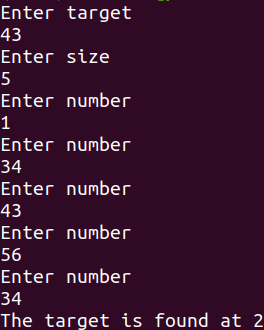 Enter target
43
Enter size
5
Enter number
1
Enter number
34
Enter number
43
Enter number
56
Enter number
34
The target is found at 2